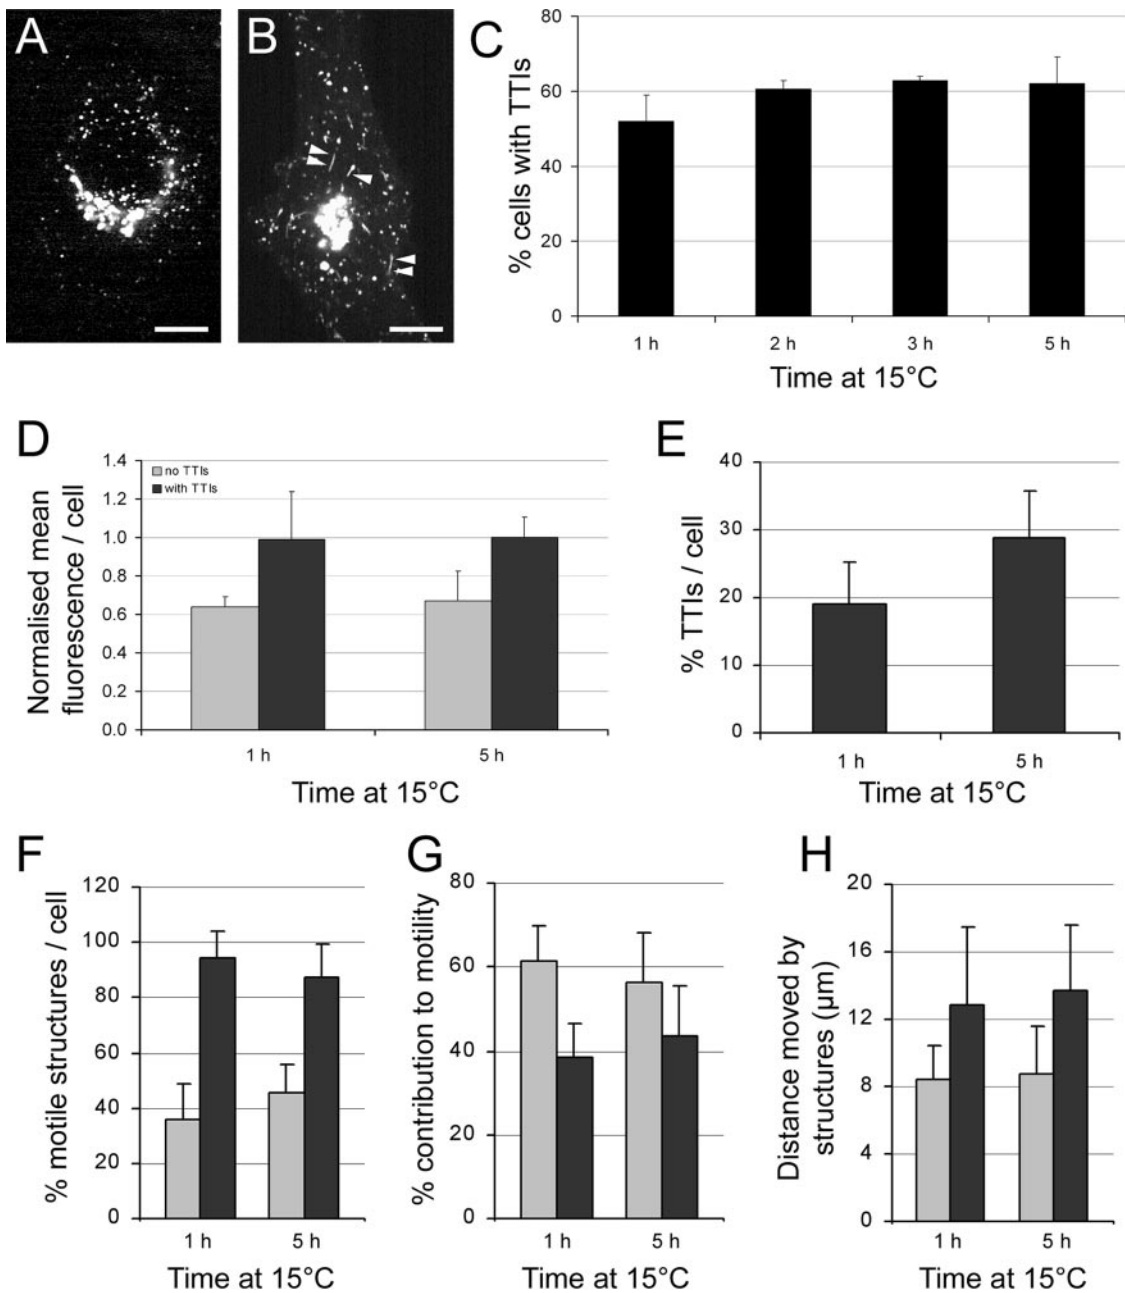 A
B
C
% cells with TTIs
80
60
40
20
0
1 h
2 h
3 h
5 h
Time at 15°C
D
Normalised mean
fluorescence / cell
no TTIs
with TTIs
1.4
1.2
1.0
0.8
0.6
0.4
0.2
0.0
1 h
5 h
Time at 15°C
E
% TTIs / cell
40
30
20
10
0
1 h
5 h
Time at 15°C
F
% motile structures / cell
120
100
80
60
40
20
0
1 h
5 h
Time at 15°C
G
% contribution to motility
80
60
40
20
0
1 h
5 h
Time at 15°C
H
Distance moved by
structures (µm)
20
16
12
8
4
0
1 h
5 h
Time at 15°C